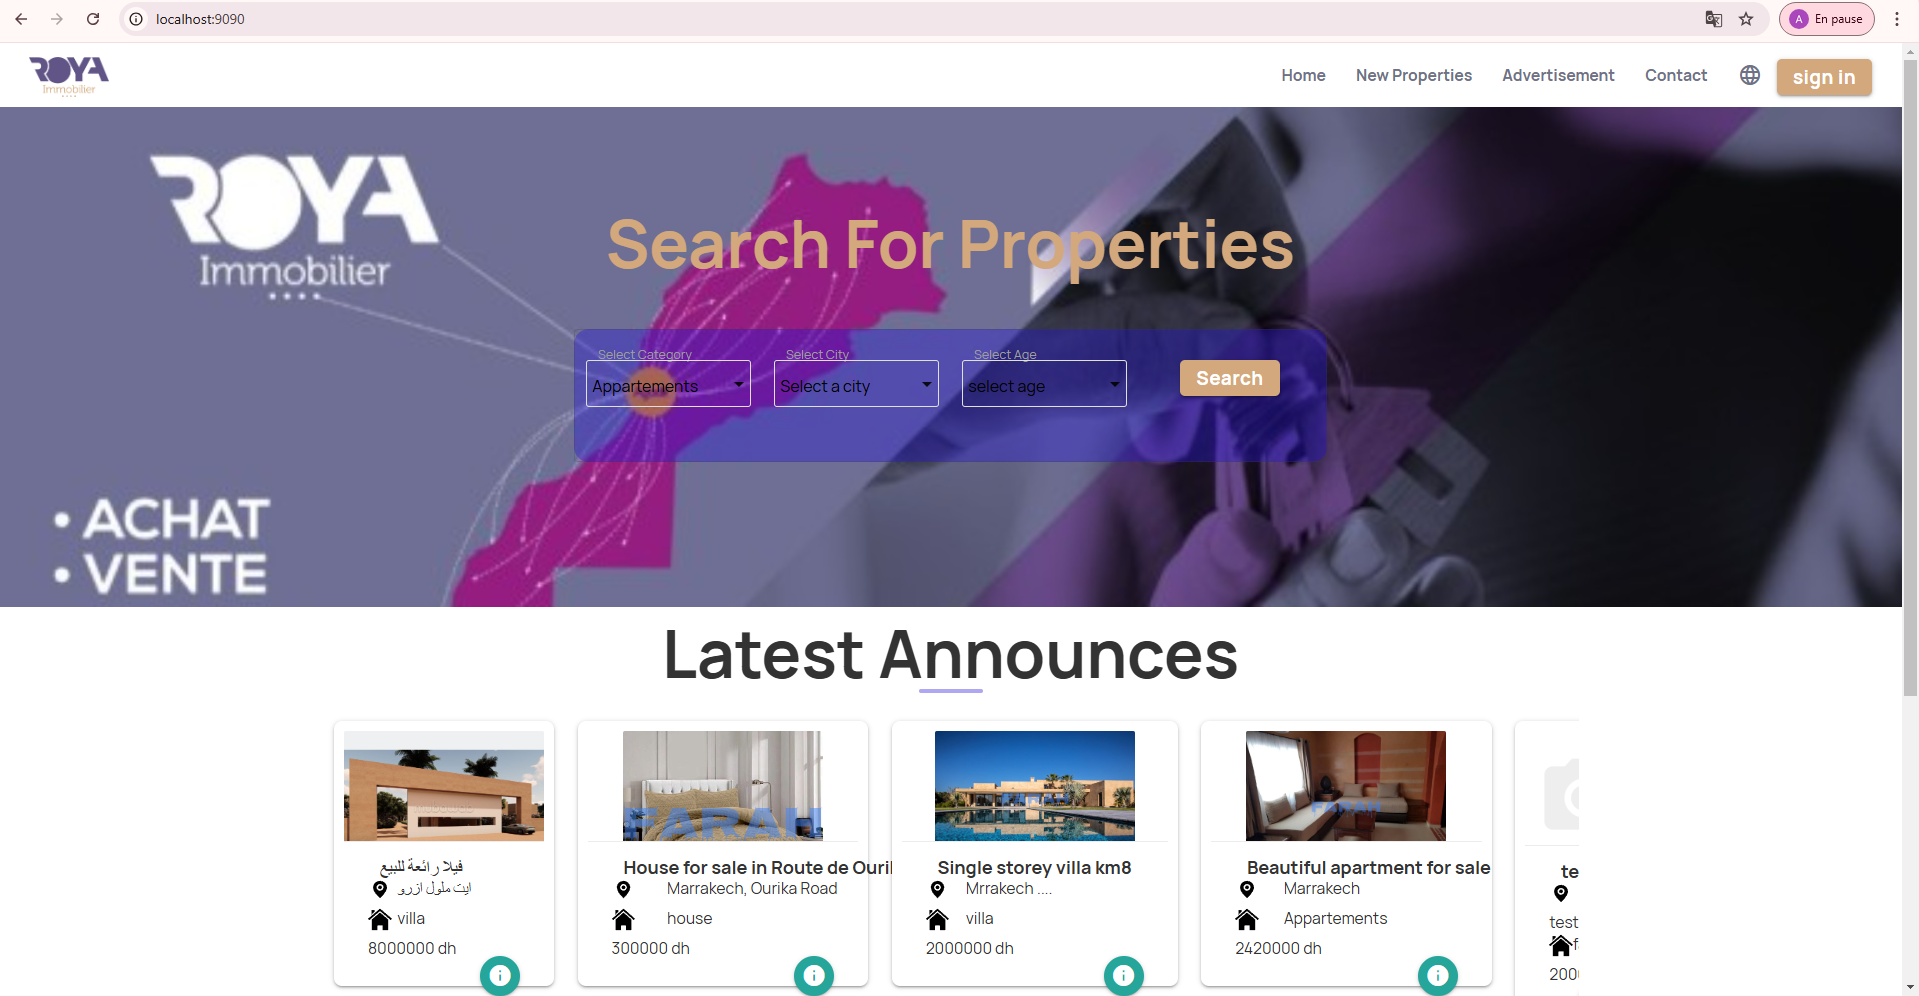 localhost:9090
A En pause
ROYA
Immobilier
Home
New Properties
Advertisement
Contact
sign in
ROYA
Immobilier
Search For Properties
Select Category
Appartements
Select City
Select a city
Select Age
select age
Search
• ACHAT
• VENTE
Latest Announces
فيلا رائعة للبيع
ايت ملول ازرو
villa
8000000 dh
FARAH
House for sale in Route de Ouril
Marrakech, Ourika Road
house
300000 dh
Single storey villa km8
Mrrakech ....
villa
2000000 dh
FARAH
Beautiful apartment for sale
Marrakech
Appartements
2420000 dh
te
test
f
200